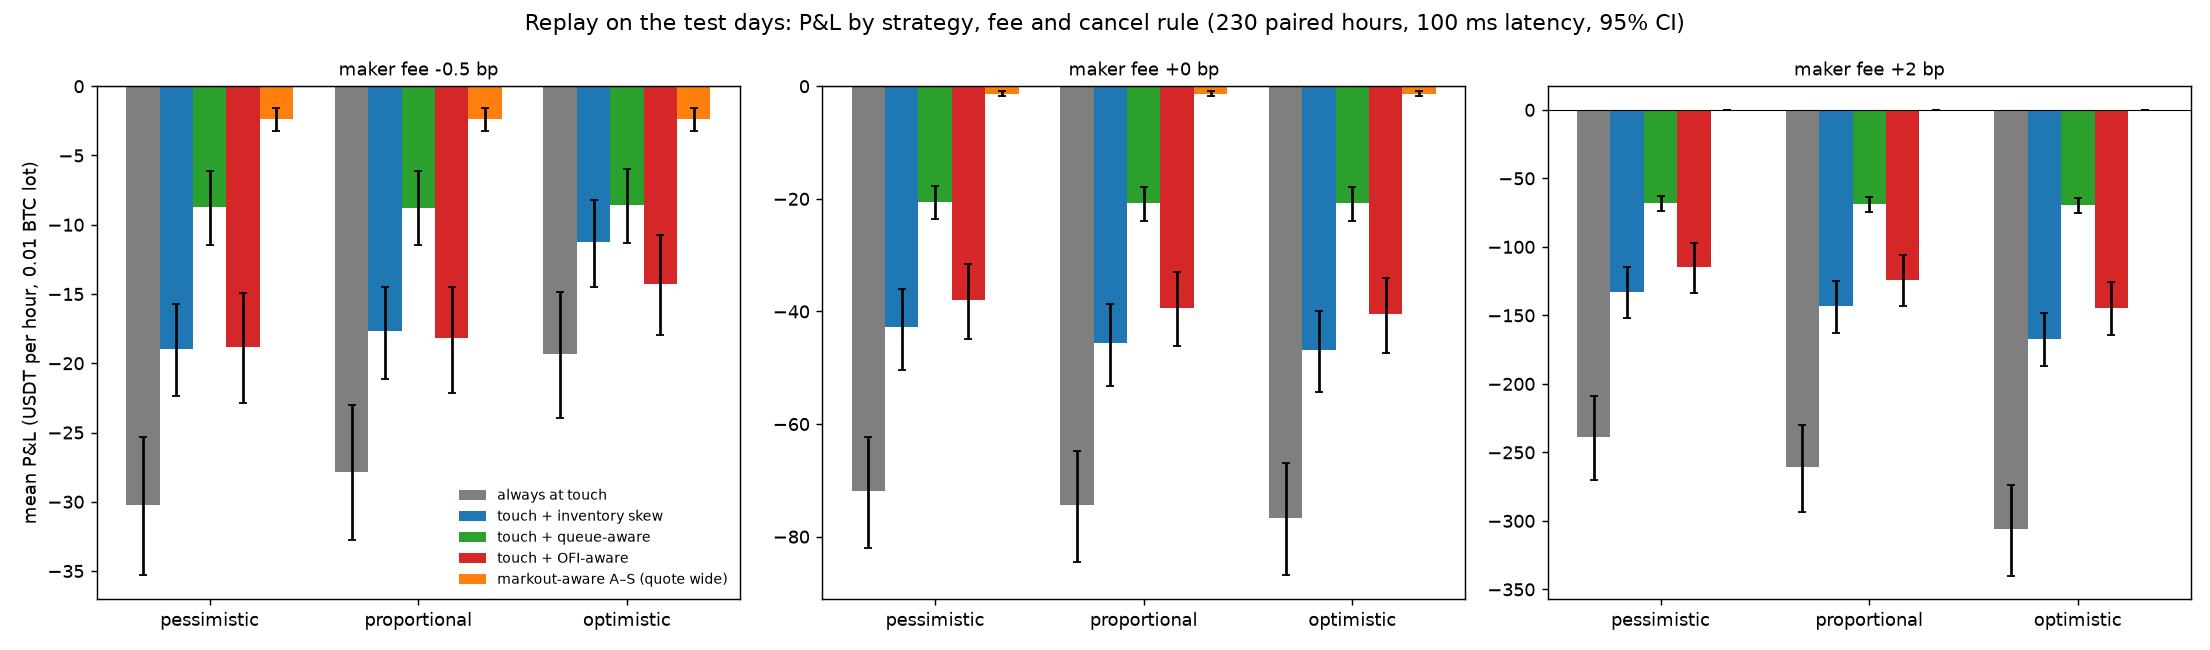 Replay on the test days: P&L by strategy, fee and cancel rule (230 paired hours, 100 ms latency, 95% CI)
maker fee -0.5 bp
mean P&L (USDT per hour, 0.01 BTC lot)
0
−5
−10
−15
−20
−25
−30
−35
always at touch
touch + inventory skew
touch + queue-aware
touch + OFI-aware
markout-aware A–S (quote wide)
pessimistic
proportional
optimistic
maker fee +0 bp
0
−20
−40
−60
−80
pessimistic
proportional
optimistic
maker fee +2 bp
0
−50
−100
−150
−200
−250
−300
−350
pessimistic
proportional
optimistic